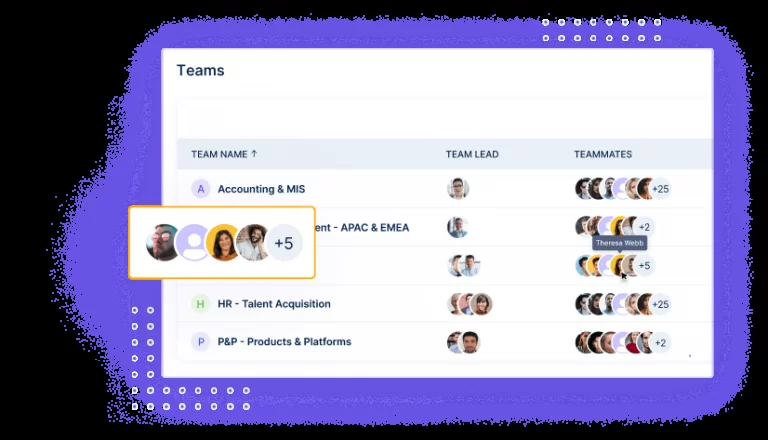 Teams
TEAM NAME ↑ TEAM LEAD TEAMMATES
A Accounting & MIS +25
ent - APAC & EMEA +2
Theresa Webb
+5
+5
H HR - Talent Acquisition +25
P P&P - Products & Platforms +2